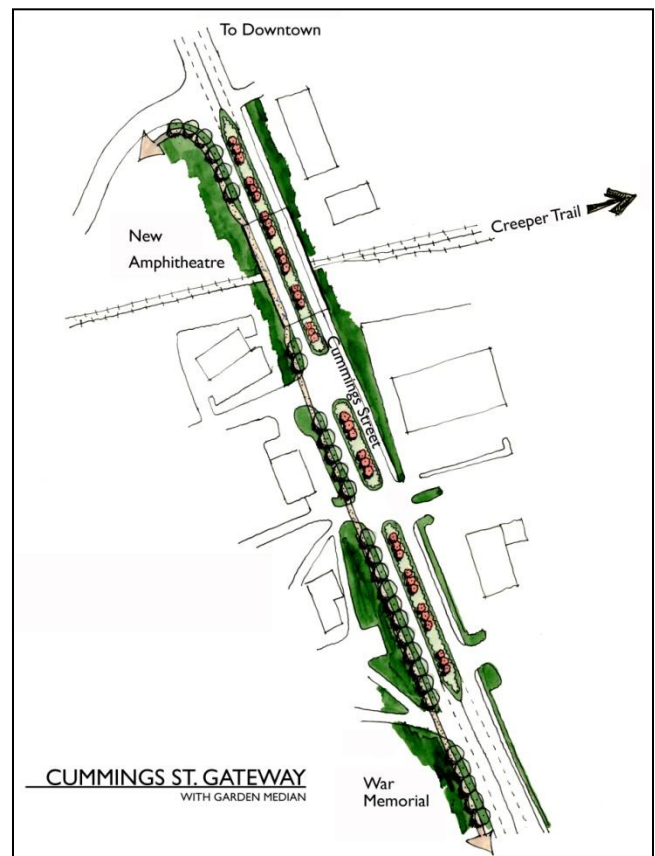 To Downtown
Creeper Trail
New
Amphitheatre
Cummings Street
CUMMINGS ST. GATEWAY
WITH GARDEN MEDIAN
War
Memorial